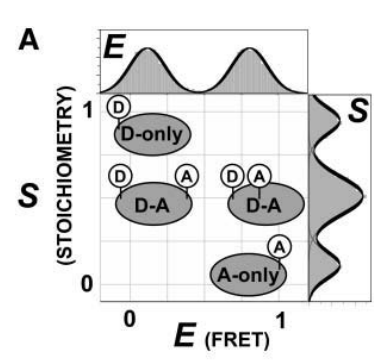 A
E
S
1
D
D-only
S
(STOICHIOMETRY)
D A
D-A
D A
D-A
A
A-only
0
0 1
E (FRET)